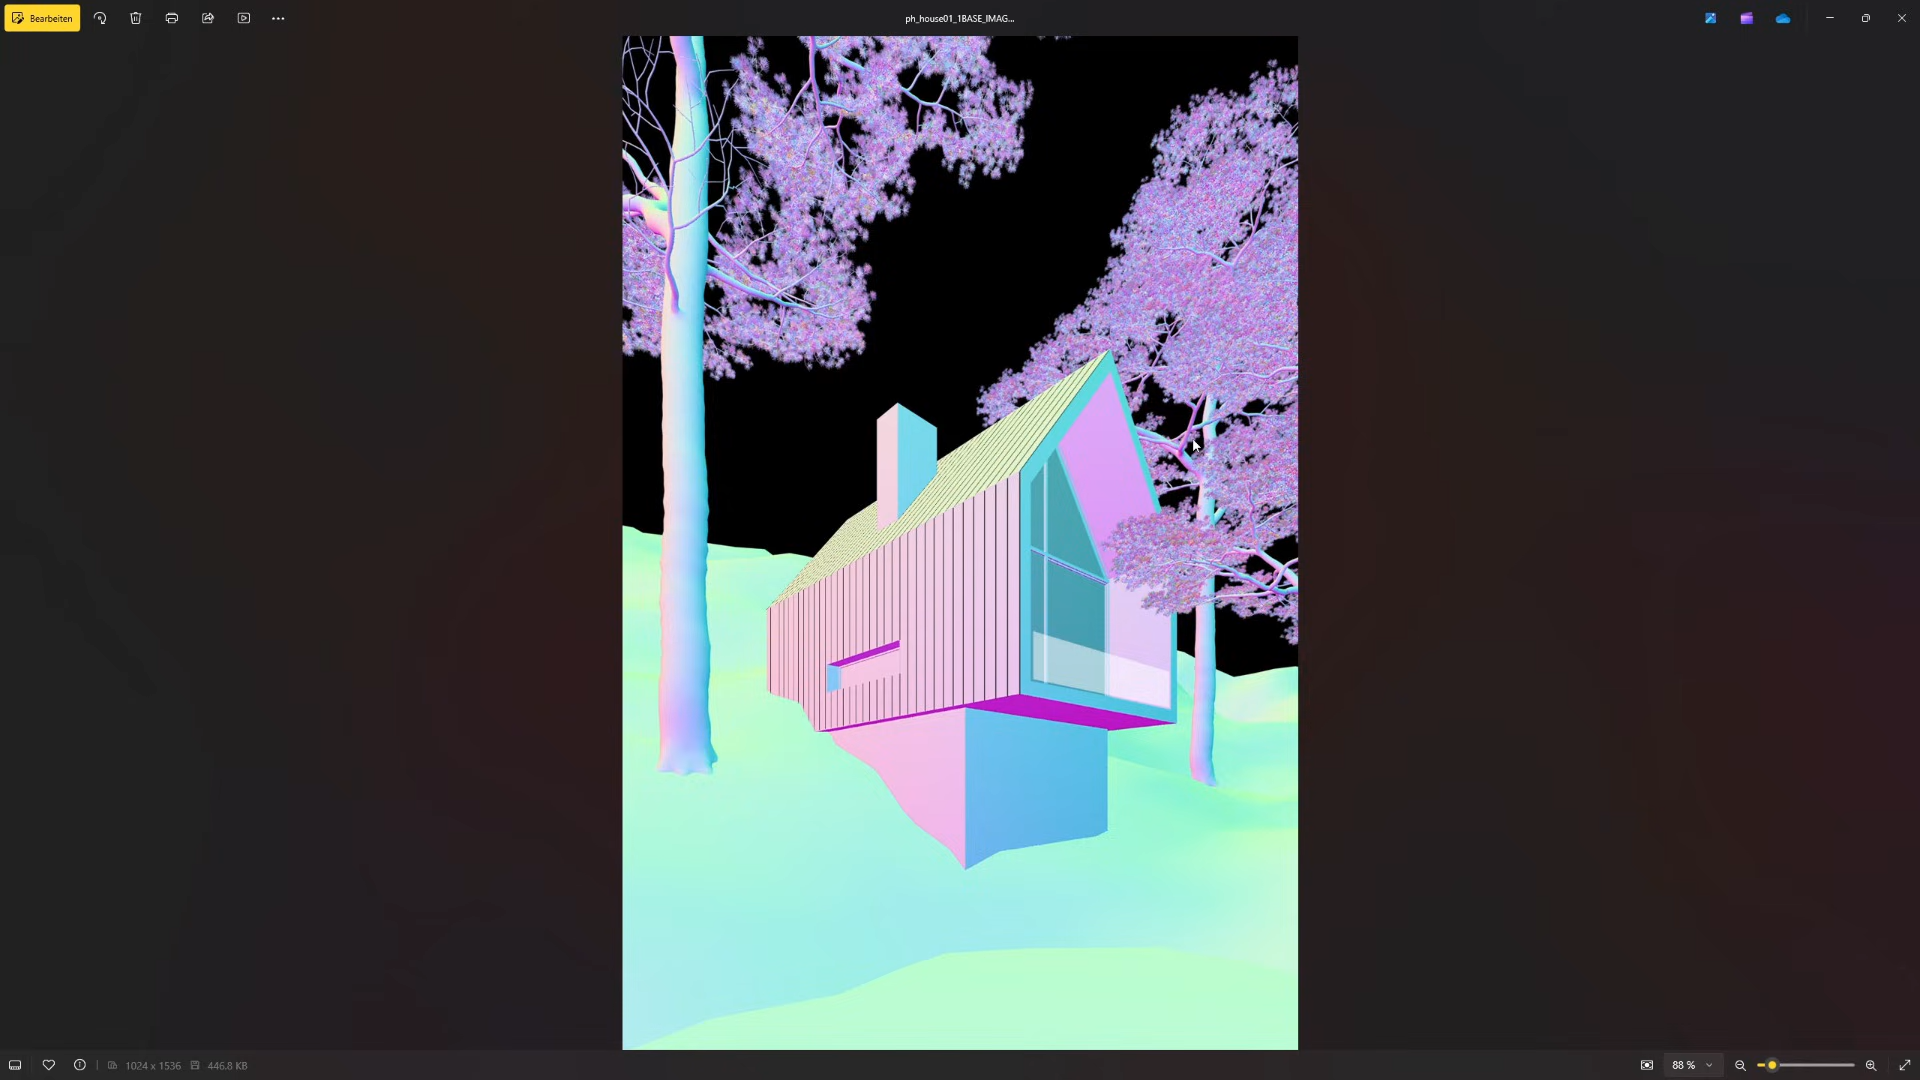 Bearbeiten
ph_house01_1BASE_IMAG...
1024 x 1536
446.8 KB
88 %